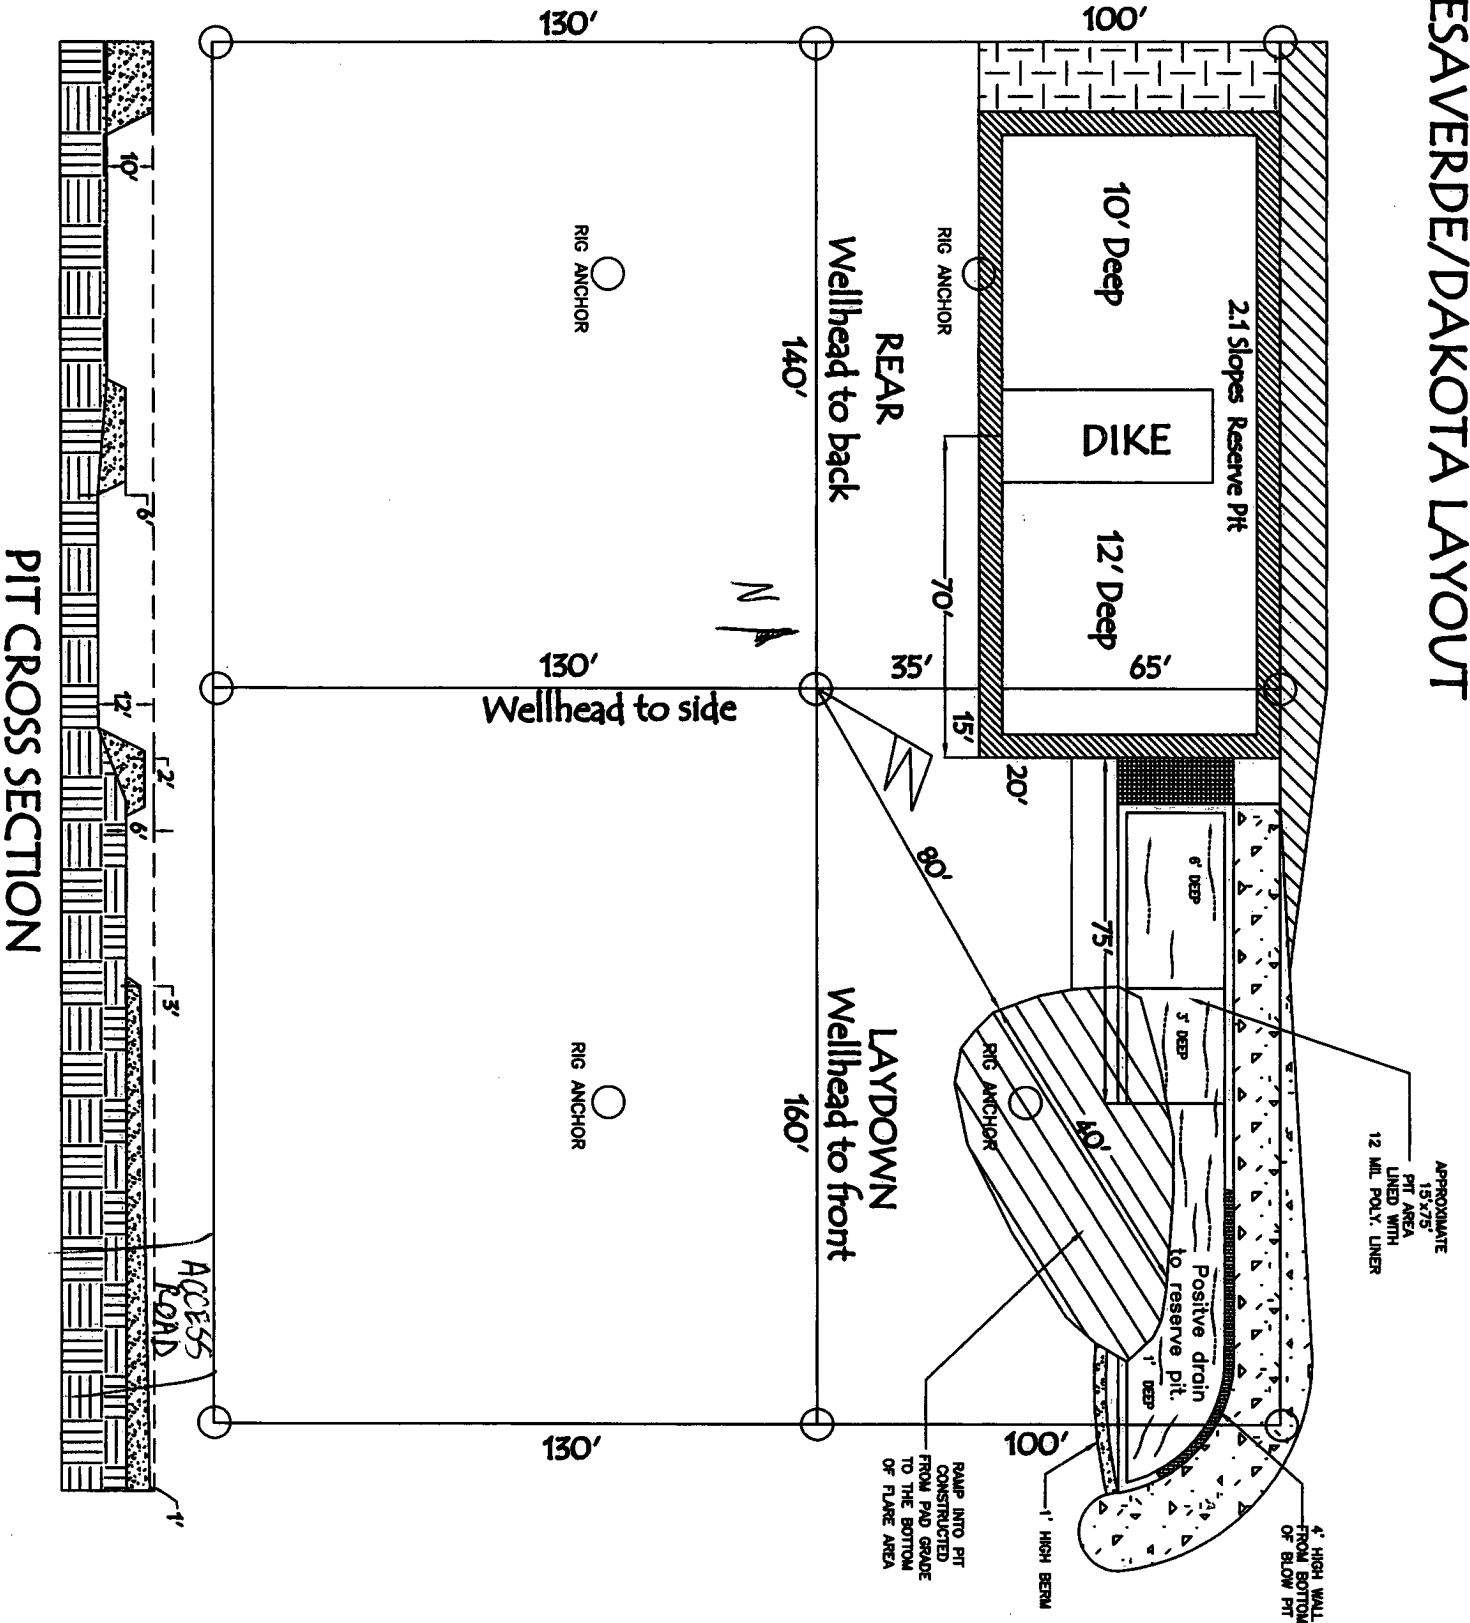 ESAVERDE/DAKOTA LAYOUT
130'
100'
10' Deep
2:1 Slopes Reserve Pit
DIKE
12' Deep
RIG ANCHOR
RIG ANCHOR
REAR
Wellhead to back
140'
70'
35'
65'
15'
20'
130'
Wellhead to side
N
80'
40'
75'
6' DEEP
3' DEEP
1' DEEP
RIG ANCHOR
RIG ANCHOR
LAYDOWN
Wellhead to front
160'
Positve drain
to reserve pit.
APPROXIMATE
15'x75'
PIT AREA
LINED WITH
12 MIL POLY. LINER
4' HIGH WALL
FROM BOTTOM
OF BLOW PIT
1' HIGH BERM
RAMP INTO PIT
CONSTRUCTED
FROM PAD GRADE
TO THE BOTTOM
OF FLARE AREA
130'
100'
ACCESS
ROAD
10'
6'
12'
2'
6'
3'
1'
PIT CROSS SECTION